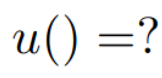 u() =?